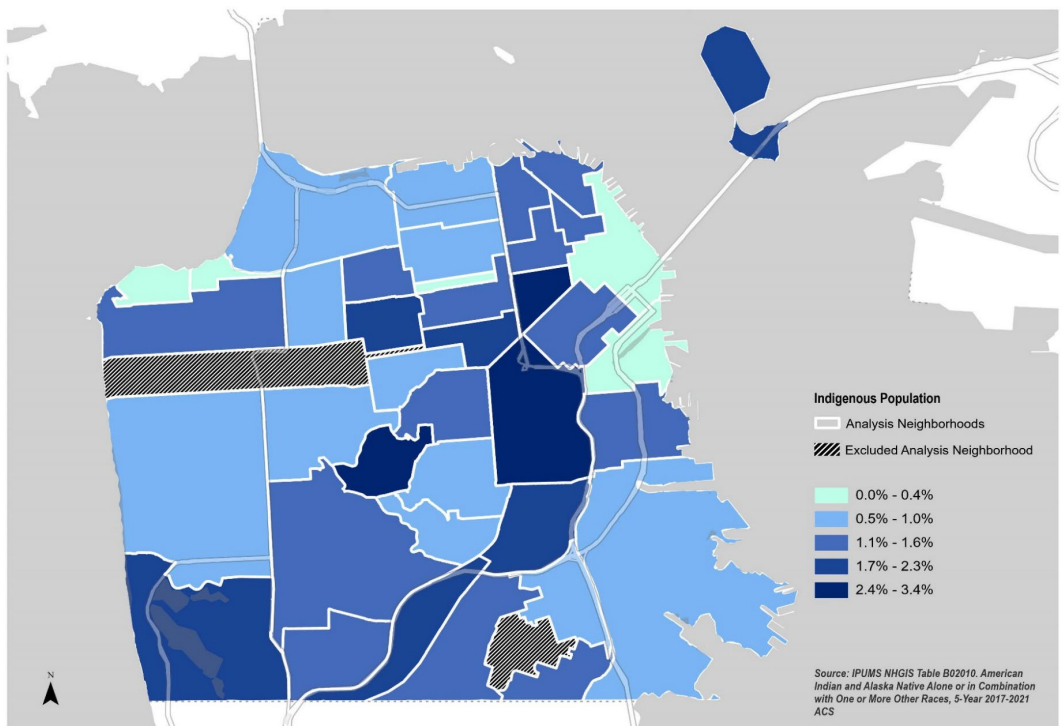 Indigenous Population
Analysis Neighborhoods
Excluded Analysis Neighborhood
0.0% - 0.4%
0.5% - 1.0%
1.1% - 1.6%
1.7% - 2.3%
2.4% - 3.4%
N
Source: IPUMS NHGIS Table B02010. American
Indian and Alaska Native Alone or in Combination
with One or More Other Races, 5-Year 2017-2021
ACS